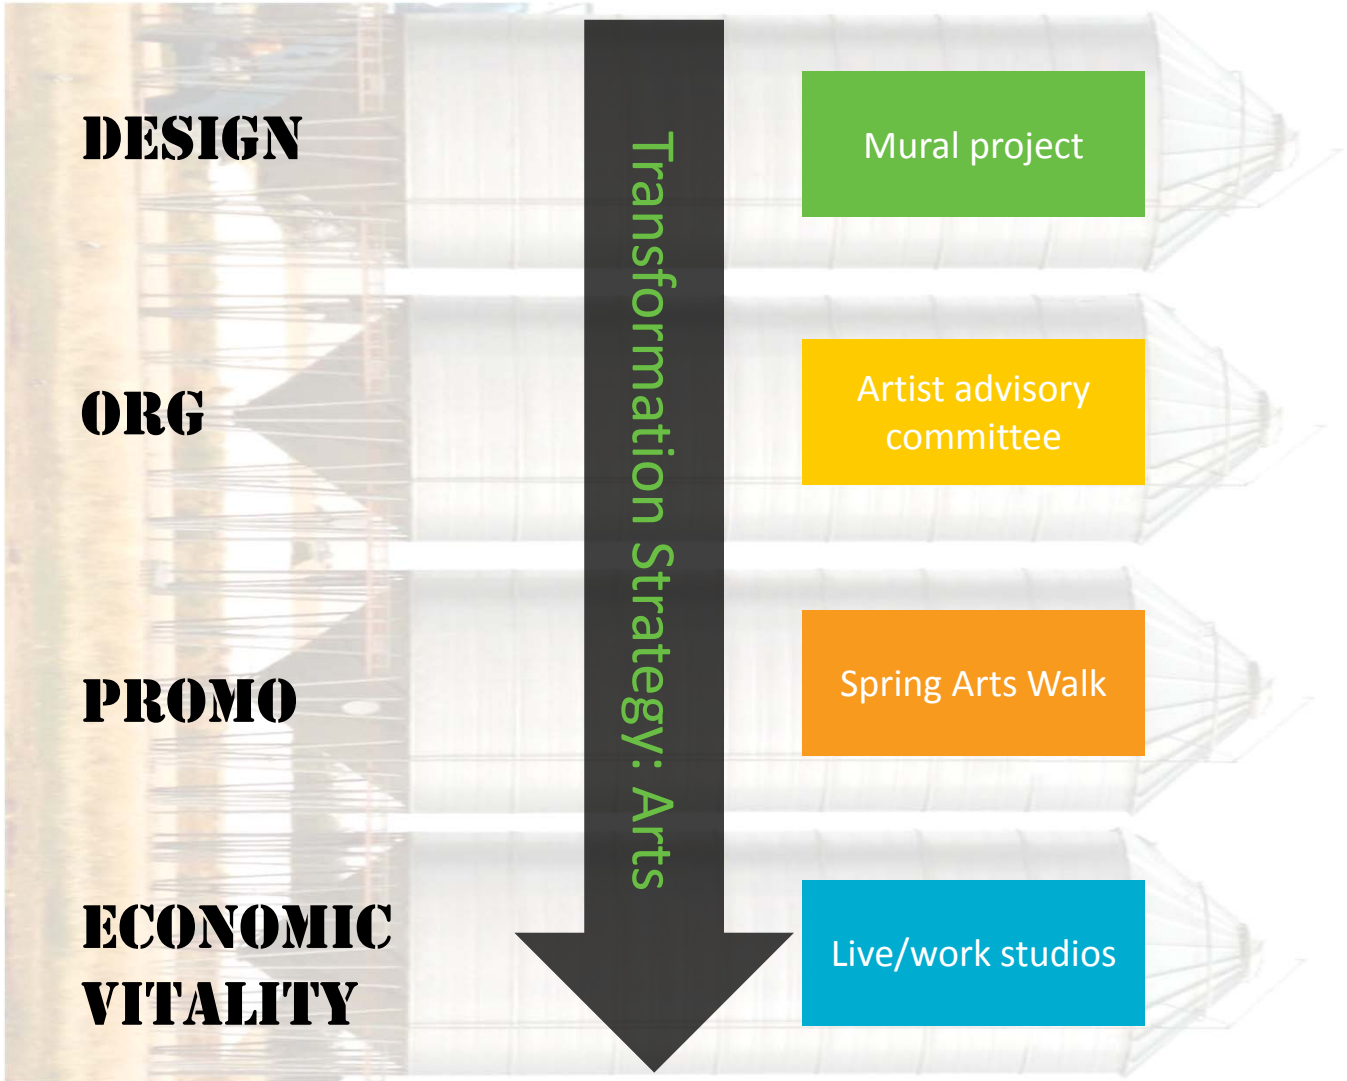 DESIGN
Mural project
ORG
Artist advisory
committee
PROMO
Spring Arts Walk
ECONOMIC
VITALITY
Live/work studios
Transformation Strategy: Arts